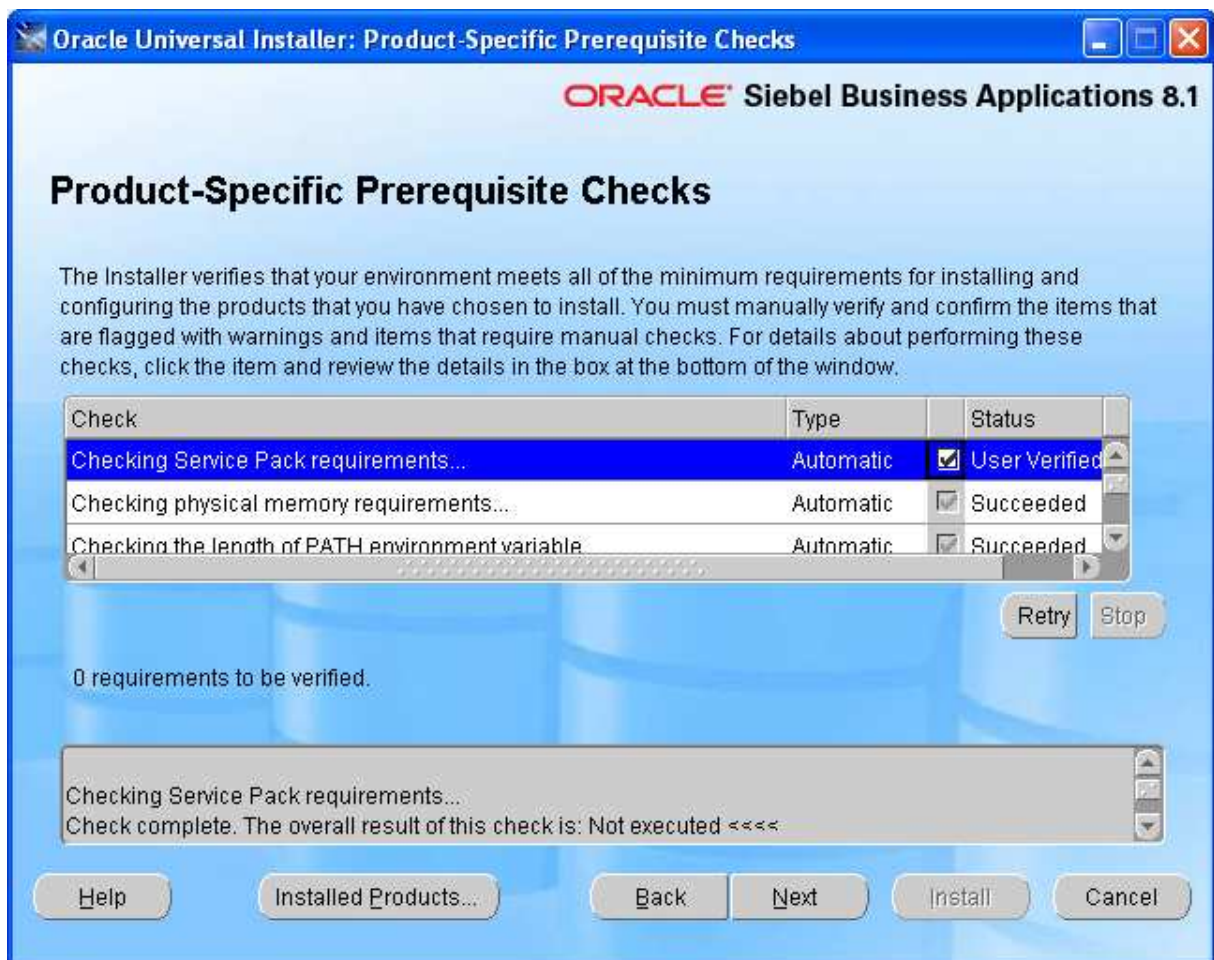 Oracle Universal Installer: Product-Specific Prerequisite Checks
ORACLE® Siebel Business Applications 8.1
Product-Specific Prerequisite Checks
The Installer verifies that your environment meets all of the minimum requirements for installing and
configuring the products that you have chosen to install. You must manually verify and confirm the items that
are flagged with warnings and items that require manual checks. For details about performing these
checks, click the item and review the details in the box at the bottom of the window.
Check Type Status
Checking Service Pack requirements... Automatic User Verified
Checking physical memory requirements... Automatic Succeeded
Checking the length of PATH environment variable. Automatic Succeeded
Retry Stop
0 requirements to be verified.
Checking Service Pack requirements...
Check complete. The overall result of this check is: Not executed <<<<
Help Installed Products... Back Next Install Cancel